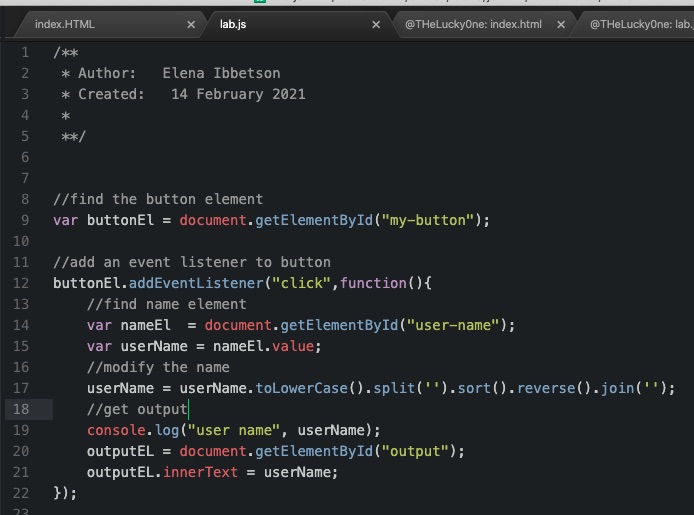 index.HTML × lab.js × @THeLucky0ne: index.html × @THeLucky0ne: lab.
1 /**
2 * Author: Elena Ibbetson
3 * Created: 14 February 2021
4 *
5 **/
6
7
8 //find the button element
9 var buttonEl = document.getElementById("my-button");
10
11 //add an event listener to button
12 buttonEl.addEventListener("click",function(){
13 //find name element
14 var nameEl = document.getElementById("user-name");
15 var userName = nameEl.value;
16 //modify the name
17 userName = userName.toLowerCase().split('').sort().reverse().join('');
18 //get output
19 console.log("user name", userName);
20 outputEL = document.getElementById("output");
21 outputEL.innerText = userName;
22 });
23